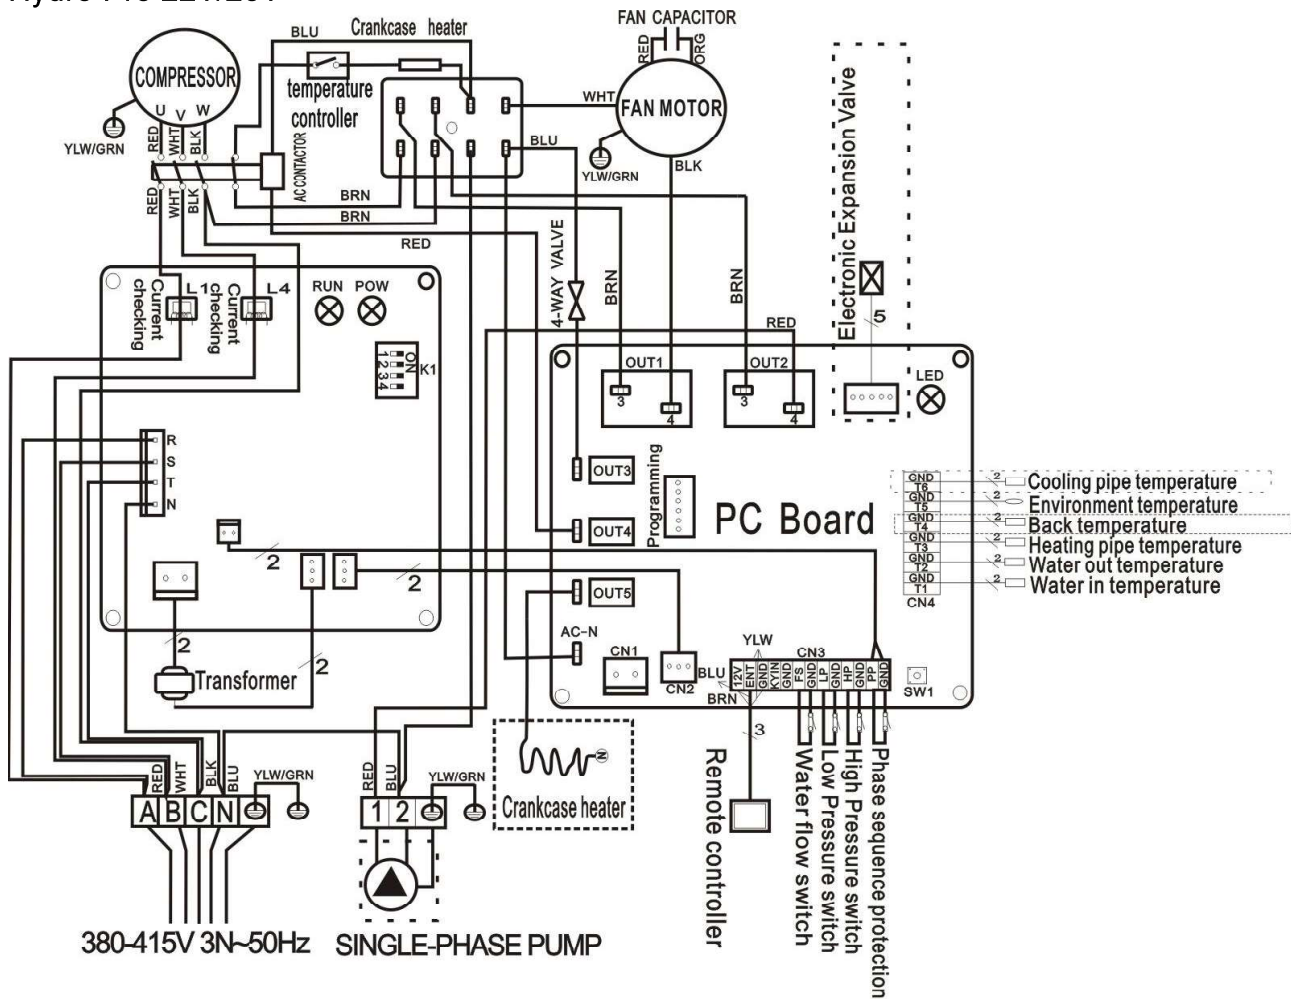 FAN CAPACITOR
BLU
Crankcase heater
RED
ORG
COMPRESSOR
temperature
controller
WHT
FAN MOTOR
U V W
YLW/GRN
RED
WHT
BLK
AC CONTACTOR
BLU
BLK
YLW/GRN
BRN
RED
WHT
BLK
BRN
RED
4-WAY VALVE
BRN
BRN
Electronic Expansion Valve
5
Current
checking
L1
Current
checking
L4
RUN POW
RED
ON
1
2
3
4
K1
OUT1
3
4
OUT2
3
4
LED
R
S
T
N
OUT3
Programming
OUT4
PC Board
OUT5
GND
T6
GND
T5
GND
T4
GND
T3
GND
T2
GND
T1
CN4
2
Cooling pipe temperature
2
Environment temperature
2
Back temperature
2
Heating pipe temperature
2
Water out temperature
2
Water in temperature
2
2
2
2
Transformer
AC-N
CN1
CN2
YLW
BLU
BRN
CN3
12V
ENT
GND
KYIN
GND
FS
GND
LP
GND
HP
GND
PP
GND
SW1
3
Remote controller
Water flow switch
Low Pressure switch
High Pressure switch
Phase sequence protection
RED
WHT
BLK
BLU
YLW/GRN
A B C N
RED
BLU
YLW/GRN
1 2
N
Crankcase heater
380-415V 3N~50Hz
SINGLE-PHASE PUMP